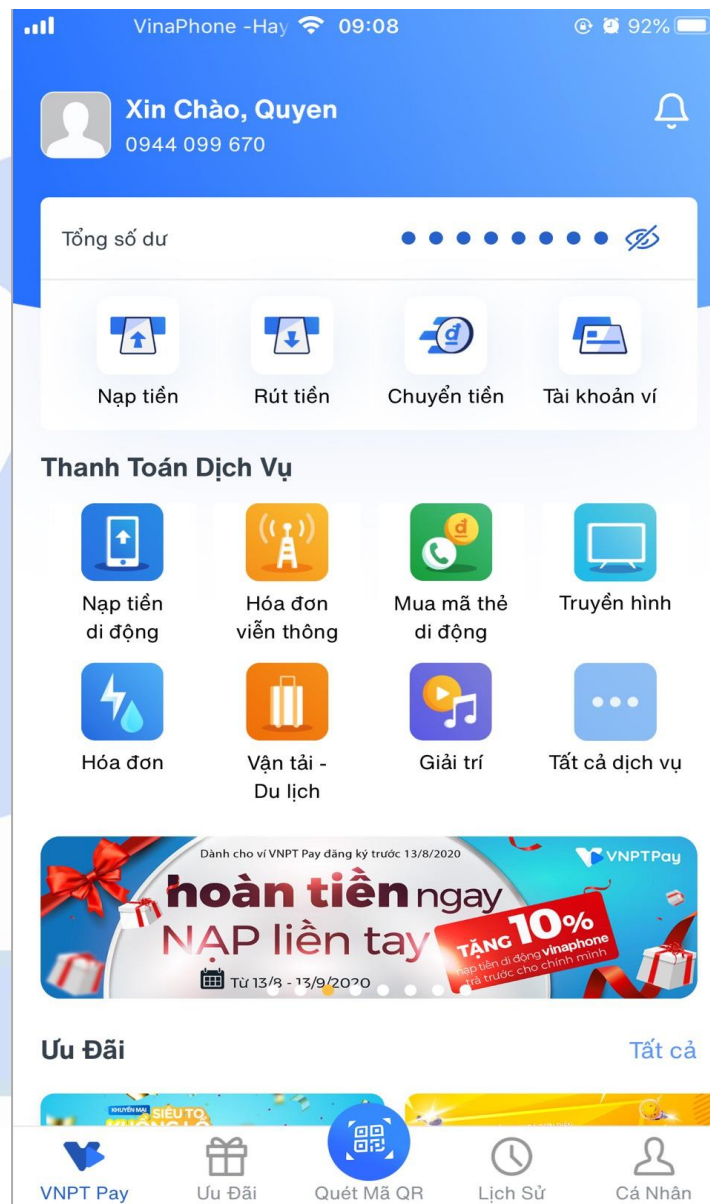 VinaPhone -Hay 09:08 92%
Xin Chào, Quyen
0944 099 670
Tổng số dư
Nạp tiền Rút tiền Chuyển tiền Tài khoản ví
Thanh Toán Dịch Vụ
Nạp tiền di động
Hóa đơn viễn thông
Mua mã thẻ di động
Truyền hình
Hóa đơn
Vận tải - Du lịch
Giải trí
Tất cả dịch vụ
Dành cho ví VNPT Pay đăng ký trước 13/8/2020
VNPTPay
hoàn tiền ngay
NẠP liền tay
TẶNG 10%
nạp tiền di động vinaphone
trả trước cho chính mình
Từ 13/8 - 13/9/2020
Ưu Đãi Tất cả
KHUYẾN MẠI SIÊU TO
KHỔNG LỒ
VNPT Pay Ưu Đãi Quét Mã QR Lịch Sử Cá Nhân